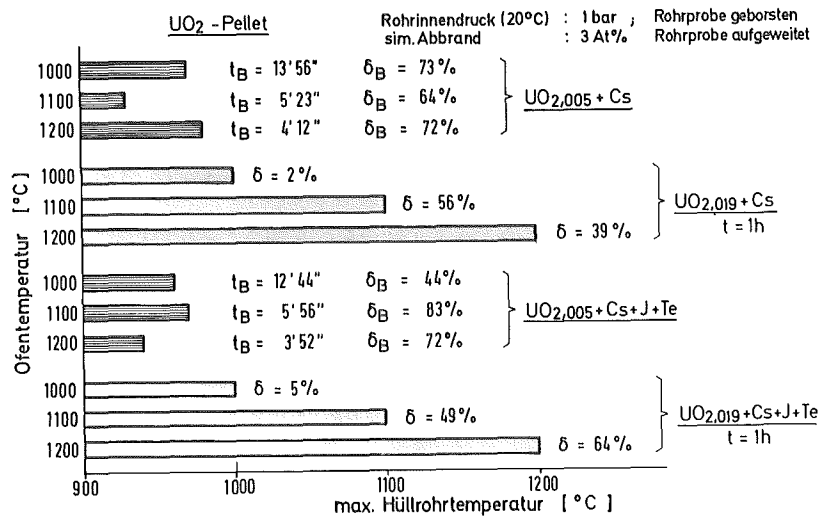 UO2 - Pellet
Rohrinnendruck (20°C) : 1 bar ; Rohrprobe geborsten
sim. Abbrand : 3 At% Rohrprobe aufgeweitet
Ofentemperatur [°C]
1000 tB = 13'56" δB = 73%
1100 tB = 5'23" δB = 64%
1200 tB = 4'12" δB = 72%
UO2,005 + Cs
1000 δ = 2%
1100 δ = 56%
1200 δ = 39%
UO2,019 + Cs
t = 1h
1000 tB = 12'44" δB = 44%
1100 tB = 5'56" δB = 83%
1200 tB = 3'52" δB = 72%
UO2,005 + Cs + J + Te
1000 δ = 5%
1100 δ = 49%
1200 δ = 64%
UO2,019 + Cs + J + Te
t = 1h
900 1000 1100 1200
max. Hüllrohrtemperatur [°C]